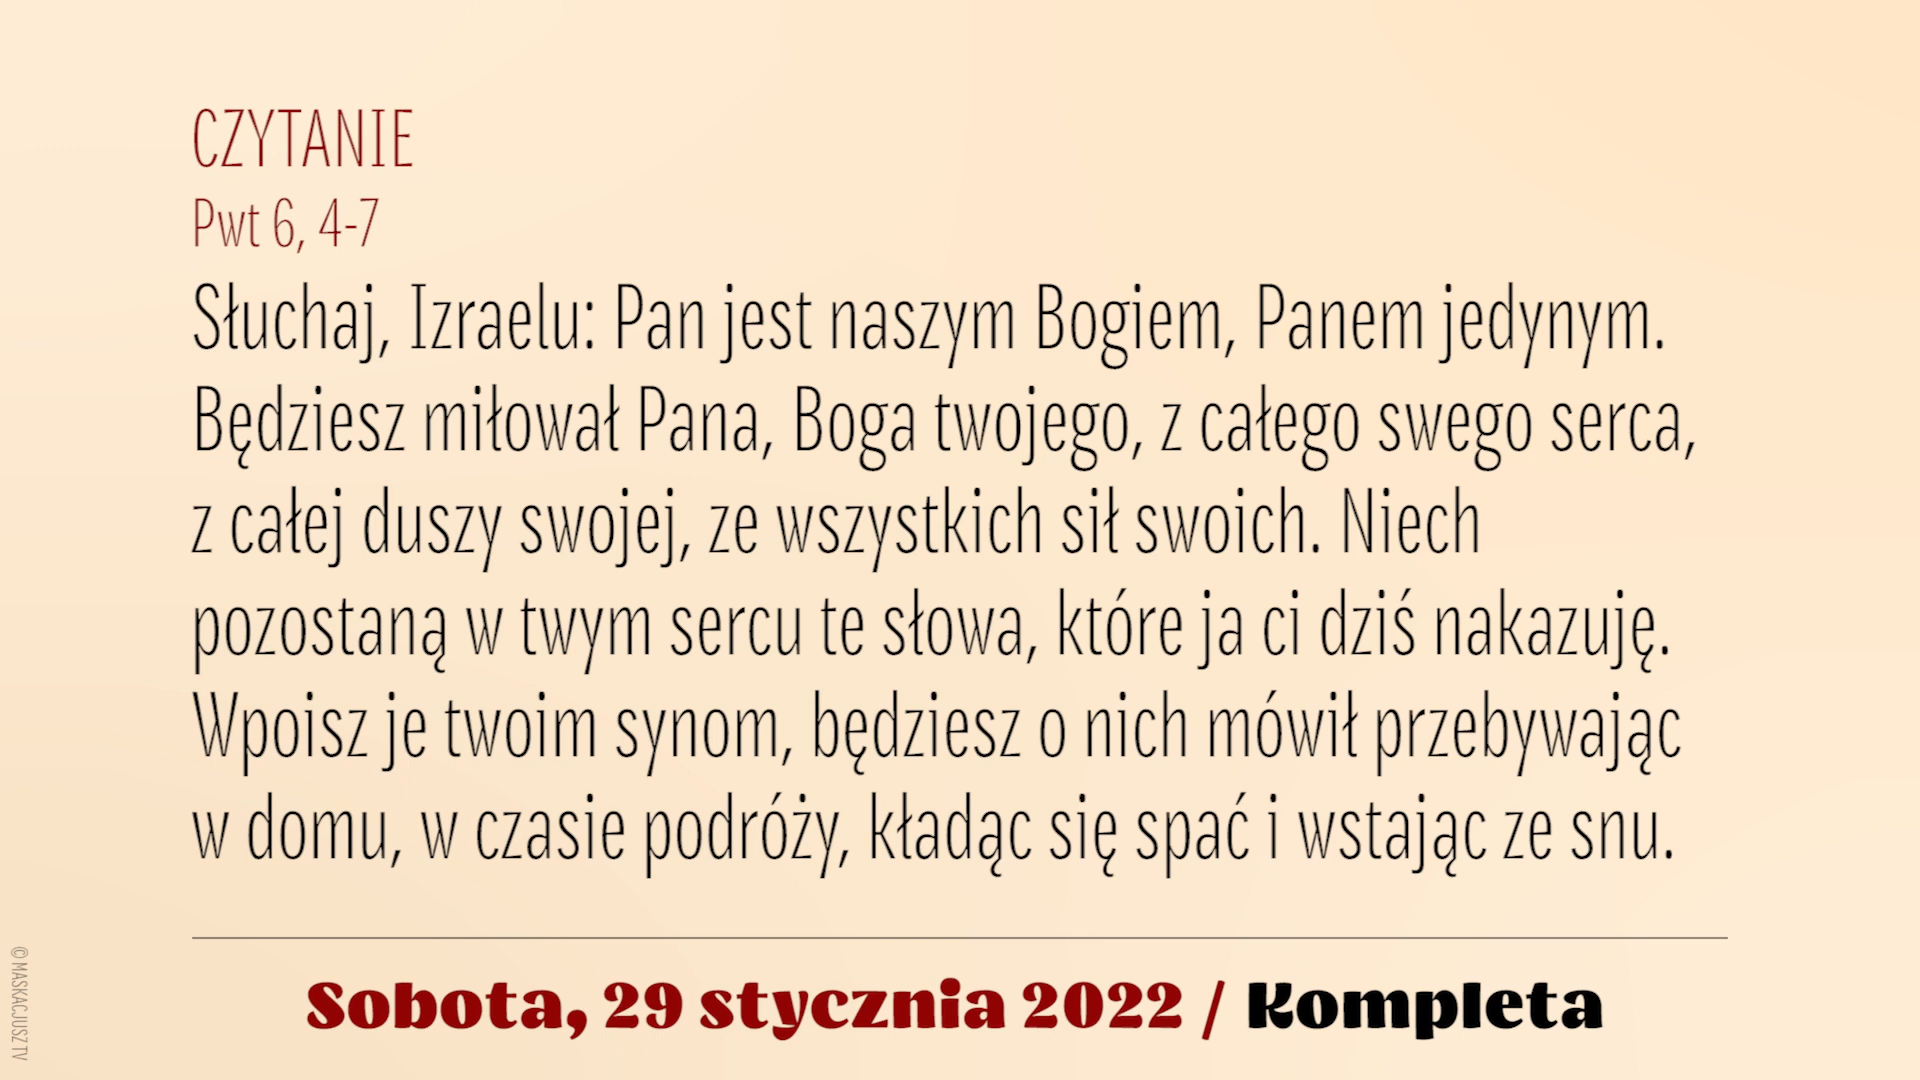 CZYTANIE
Pwt 6, 4-7
Słuchaj, Izraelu: Pan jest naszym Bogiem, Panem jedynym.
Będziesz miłował Pana, Boga twojego, z całego swego serca,
z całej duszy swojej, ze wszystkich sił swoich. Niech
pozostaną w twym sercu te słowa, które ja ci dziś nakazuję.
Wpoisz je twoim synom, będziesz o nich mówił przebywając
w domu, w czasie podróży, kładąc się spać i wstając ze snu.
Sobota, 29 stycznia 2022 / Kompleta
© MASKACJUSZ TV